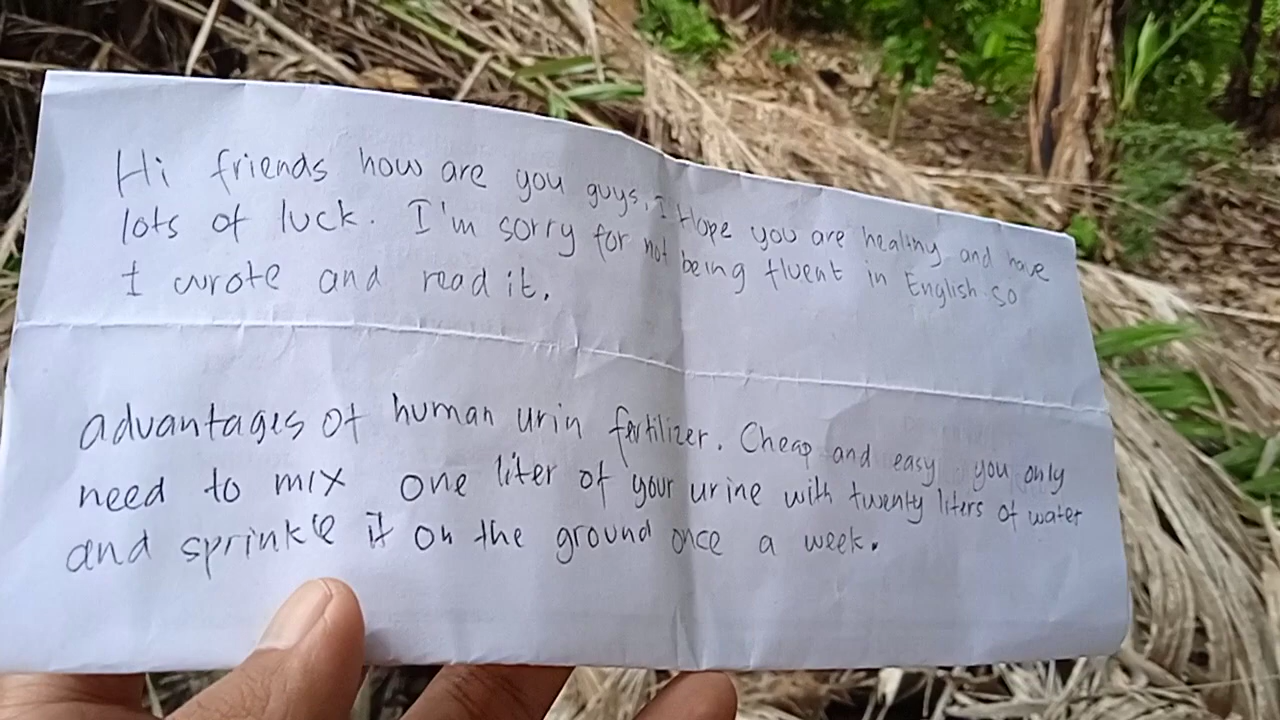 Hi friends how are you guys, I Hope you are healthy and have
lots of luck. I'm sorry for not being fluent in English so
I wrote and read it.
advantages of human urin fertilizer. Cheap and easy you only
need to mix one liter of your urine with twenty liters of water
and sprinkle it on the ground once a week.